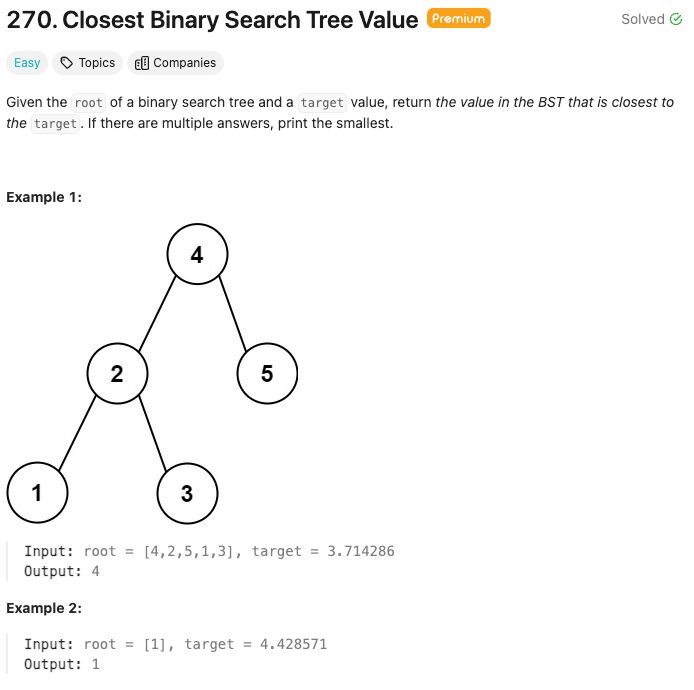 270. Closest Binary Search Tree Value Premium Solved
Easy Topics Companies
Given the root of a binary search tree and a target value, return the value in the BST that is closest to
the target. If there are multiple answers, print the smallest.
Example 1:
4
2 5
1 3
Input: root = [4,2,5,1,3], target = 3.714286
Output: 4
Example 2:
Input: root = [1], target = 4.428571
Output: 1